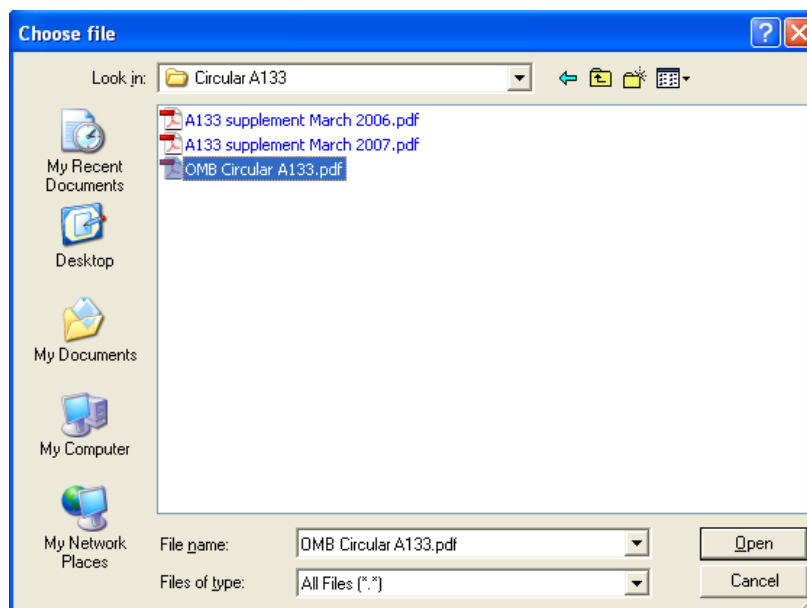 Choose file
Look in:
Circular A133
A133 supplement March 2006.pdf
A133 supplement March 2007.pdf
OMB Circular A133.pdf
My Recent
Documents
Desktop
My Documents
My Computer
My Network
Places
File name:
OMB Circular A133.pdf
Open
Files of type:
All Files (*.*)
Cancel